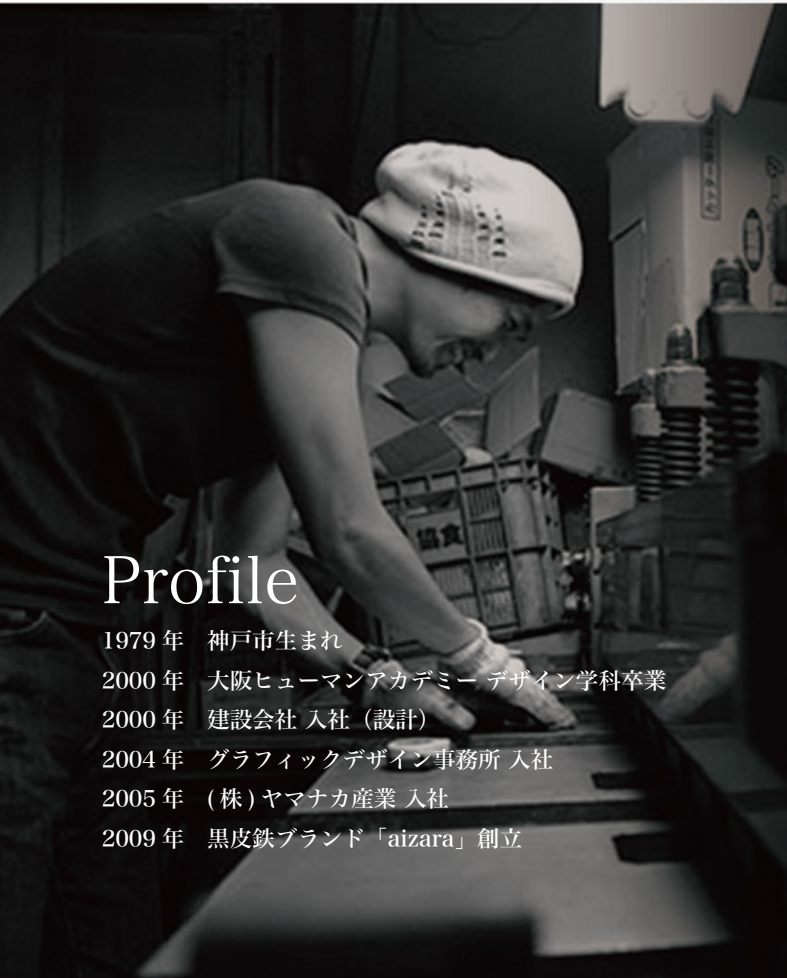 Profile
1979 年 神戸市生まれ
2000 年 大阪ヒューマンアカデミー デザイン学科卒業
2000 年 建設会社 入社（設計）
2004 年 グラフィックデザイン事務所 入社
2005 年 ( 株 ) ヤマナカ産業 入社
2009 年 黒皮鉄ブランド「aizara」創立
協食